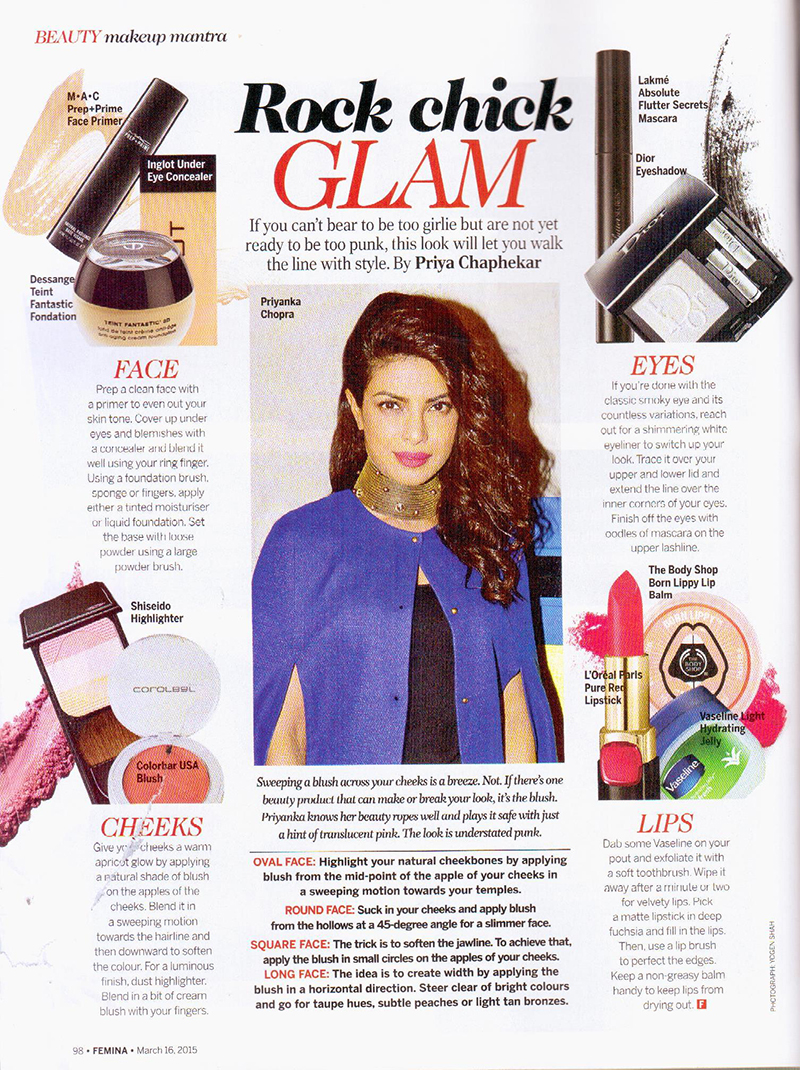 BEAUTY makeup mantra
Rock chick
GLAM
If you can't bear to be too girlie but are not yet
ready to be too punk, this look will let you walk
the line with style. By Priya Chaphekar
M•A•C
Prep+Prime
Face Primer
Inglot Under
Eye Concealer
Dessange
Teint
Fantastic
Fondation
TEINT FANTASTIC
FACE
Prep a clean face with
a primer to even out your
skin tone. Cover up under
eyes and blemishes with
a concealer and blend it
well using your ring finger.
Using a foundation brush,
sponge or fingers, apply
either a tinted moisturiser
or liquid foundation. Set
the base with loose
powder using a large
powder brush.
Shiseido
Highlighter
Colorbar USA
Blush
CHEEKS
Give your cheeks a warm
apricot glow by applying
a natural shade of blush
on the apples of the
cheeks. Blend it in
a sweeping motion
towards the hairline and
then downward to soften
the colour. For a luminous
finish, dust highlighter.
Blend in a bit of cream
blush with your fingers.
Priyanka
Chopra
Sweeping a blush across your cheeks is a breeze. Not. If there's one
beauty product that can make or break your look, it's the blush.
Priyanka knows her beauty ropes well and plays it safe with just
a hint of translucent pink. The look is understated punk.
OVAL FACE: Highlight your natural cheekbones by applying
blush from the mid-point of the apple of your cheeks in
a sweeping motion towards your temples.
ROUND FACE: Suck in your cheeks and apply blush
from the hollows at a 45-degree angle for a slimmer face.
SQUARE FACE: The trick is to soften the jawline. To achieve that,
apply the blush in small circles on the apples of your cheeks.
LONG FACE: The idea is to create width by applying the
blush in a horizontal direction. Steer clear of bright colours
and go for taupe hues, subtle peaches or light tan bronzes.
Lakmé
Absolute
Flutter Secrets
Mascara
Dior
Eyeshadow
Dior
Dior
EYES
If you're done with the
classic smoky eye and its
countless variations, reach
out for a shimmering white
eyeliner to switch up your
look. Trace it over your
upper and lower lid and
extend the line over the
inner corners of your eyes.
Finish off the eyes with
oodles of mascara on the
upper lashline.
The Body Shop
Born Lippy Lip
Balm
BORN LIPPY
THE
BODY
SHOP
L'Oréal Paris
Pure Red
Lipstick
Vaseline Light
Hydrating
Jelly
Vaseline
LIPS
Dab some Vaseline on your
pout and exfoliate it with
a soft toothbrush. Wipe it
away after a minute or two
for velvety lips. Pick
a matte lipstick in deep
fuchsia and fill in the lips.
Then, use a lip brush
to perfect the edges.
Keep a non-greasy balm
handy to keep lips from
drying out. F
PHOTOGRAPH: YOGEN SHAH
98 • FEMINA • March 16, 2015